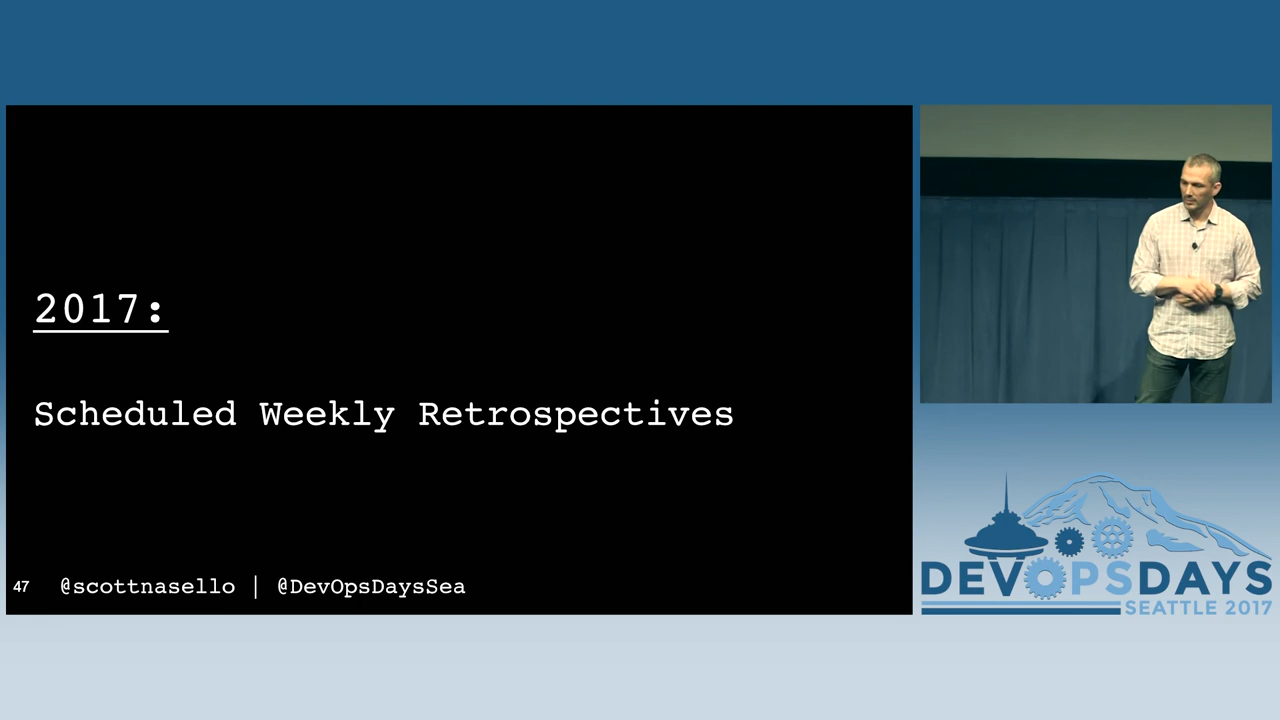 2017:
Scheduled Weekly Retrospectives
47 @scottnasello | @DevOpsDaysSea
DEVOPSDAYS
SEATTLE 2017